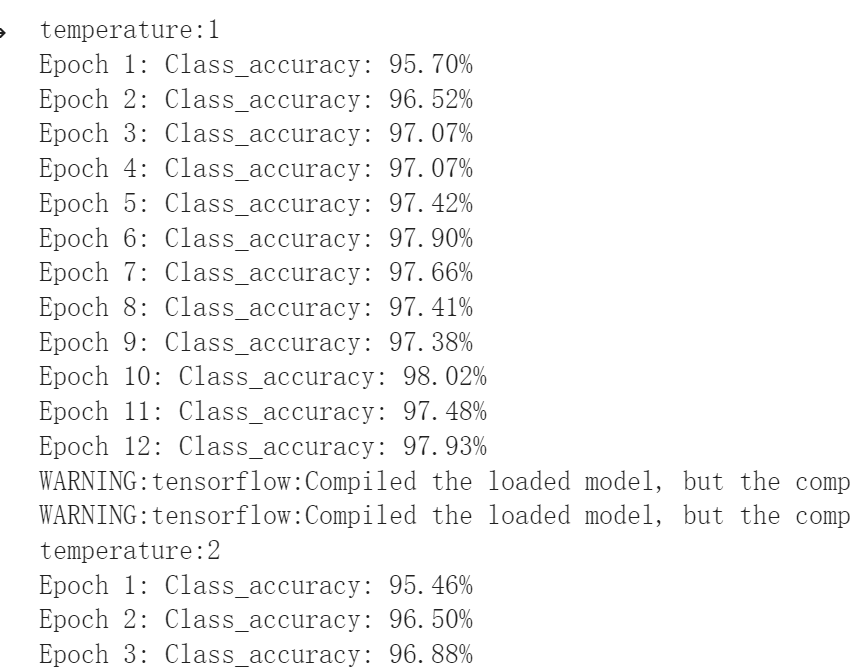 temperature:1
Epoch 1: Class_accuracy: 95.70%
Epoch 2: Class_accuracy: 96.52%
Epoch 3: Class_accuracy: 97.07%
Epoch 4: Class_accuracy: 97.07%
Epoch 5: Class_accuracy: 97.42%
Epoch 6: Class_accuracy: 97.90%
Epoch 7: Class_accuracy: 97.66%
Epoch 8: Class_accuracy: 97.41%
Epoch 9: Class_accuracy: 97.38%
Epoch 10: Class_accuracy: 98.02%
Epoch 11: Class_accuracy: 97.48%
Epoch 12: Class_accuracy: 97.93%
WARNING:tensorflow:Compiled the loaded model, but the comp
WARNING:tensorflow:Compiled the loaded model, but the comp
temperature:2
Epoch 1: Class_accuracy: 95.46%
Epoch 2: Class_accuracy: 96.50%
Epoch 3: Class_accuracy: 96.88%